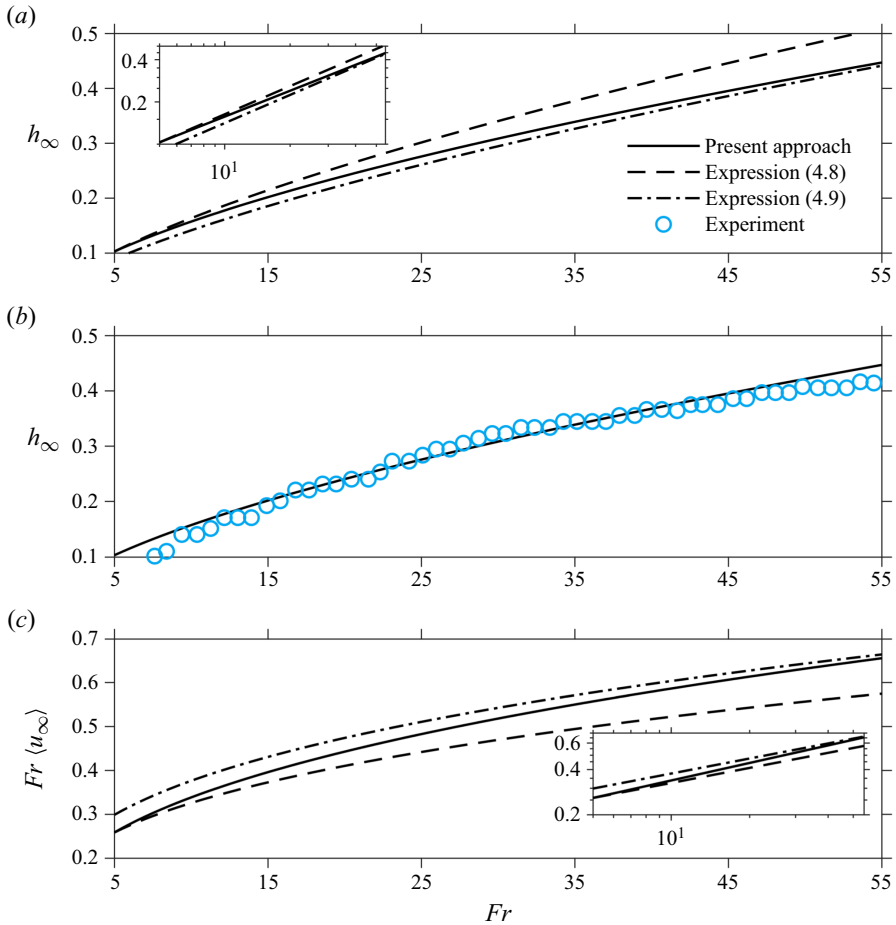 (a)
0.5
0.4
0.3
0.2
0.1
h∞
0.4
0.2
10¹
Present approach
Expression (4.8)
Expression (4.9)
Experiment
5 15 25 35 45 55
(b)
0.5
0.4
0.3
0.2
0.1
h∞
5 15 25 35 45 55
(c)
0.7
0.6
0.5
0.4
0.3
0.2
Fr ⟨u∞⟩
0.6
0.4
0.2
10¹
5 15 25 35 45 55
Fr